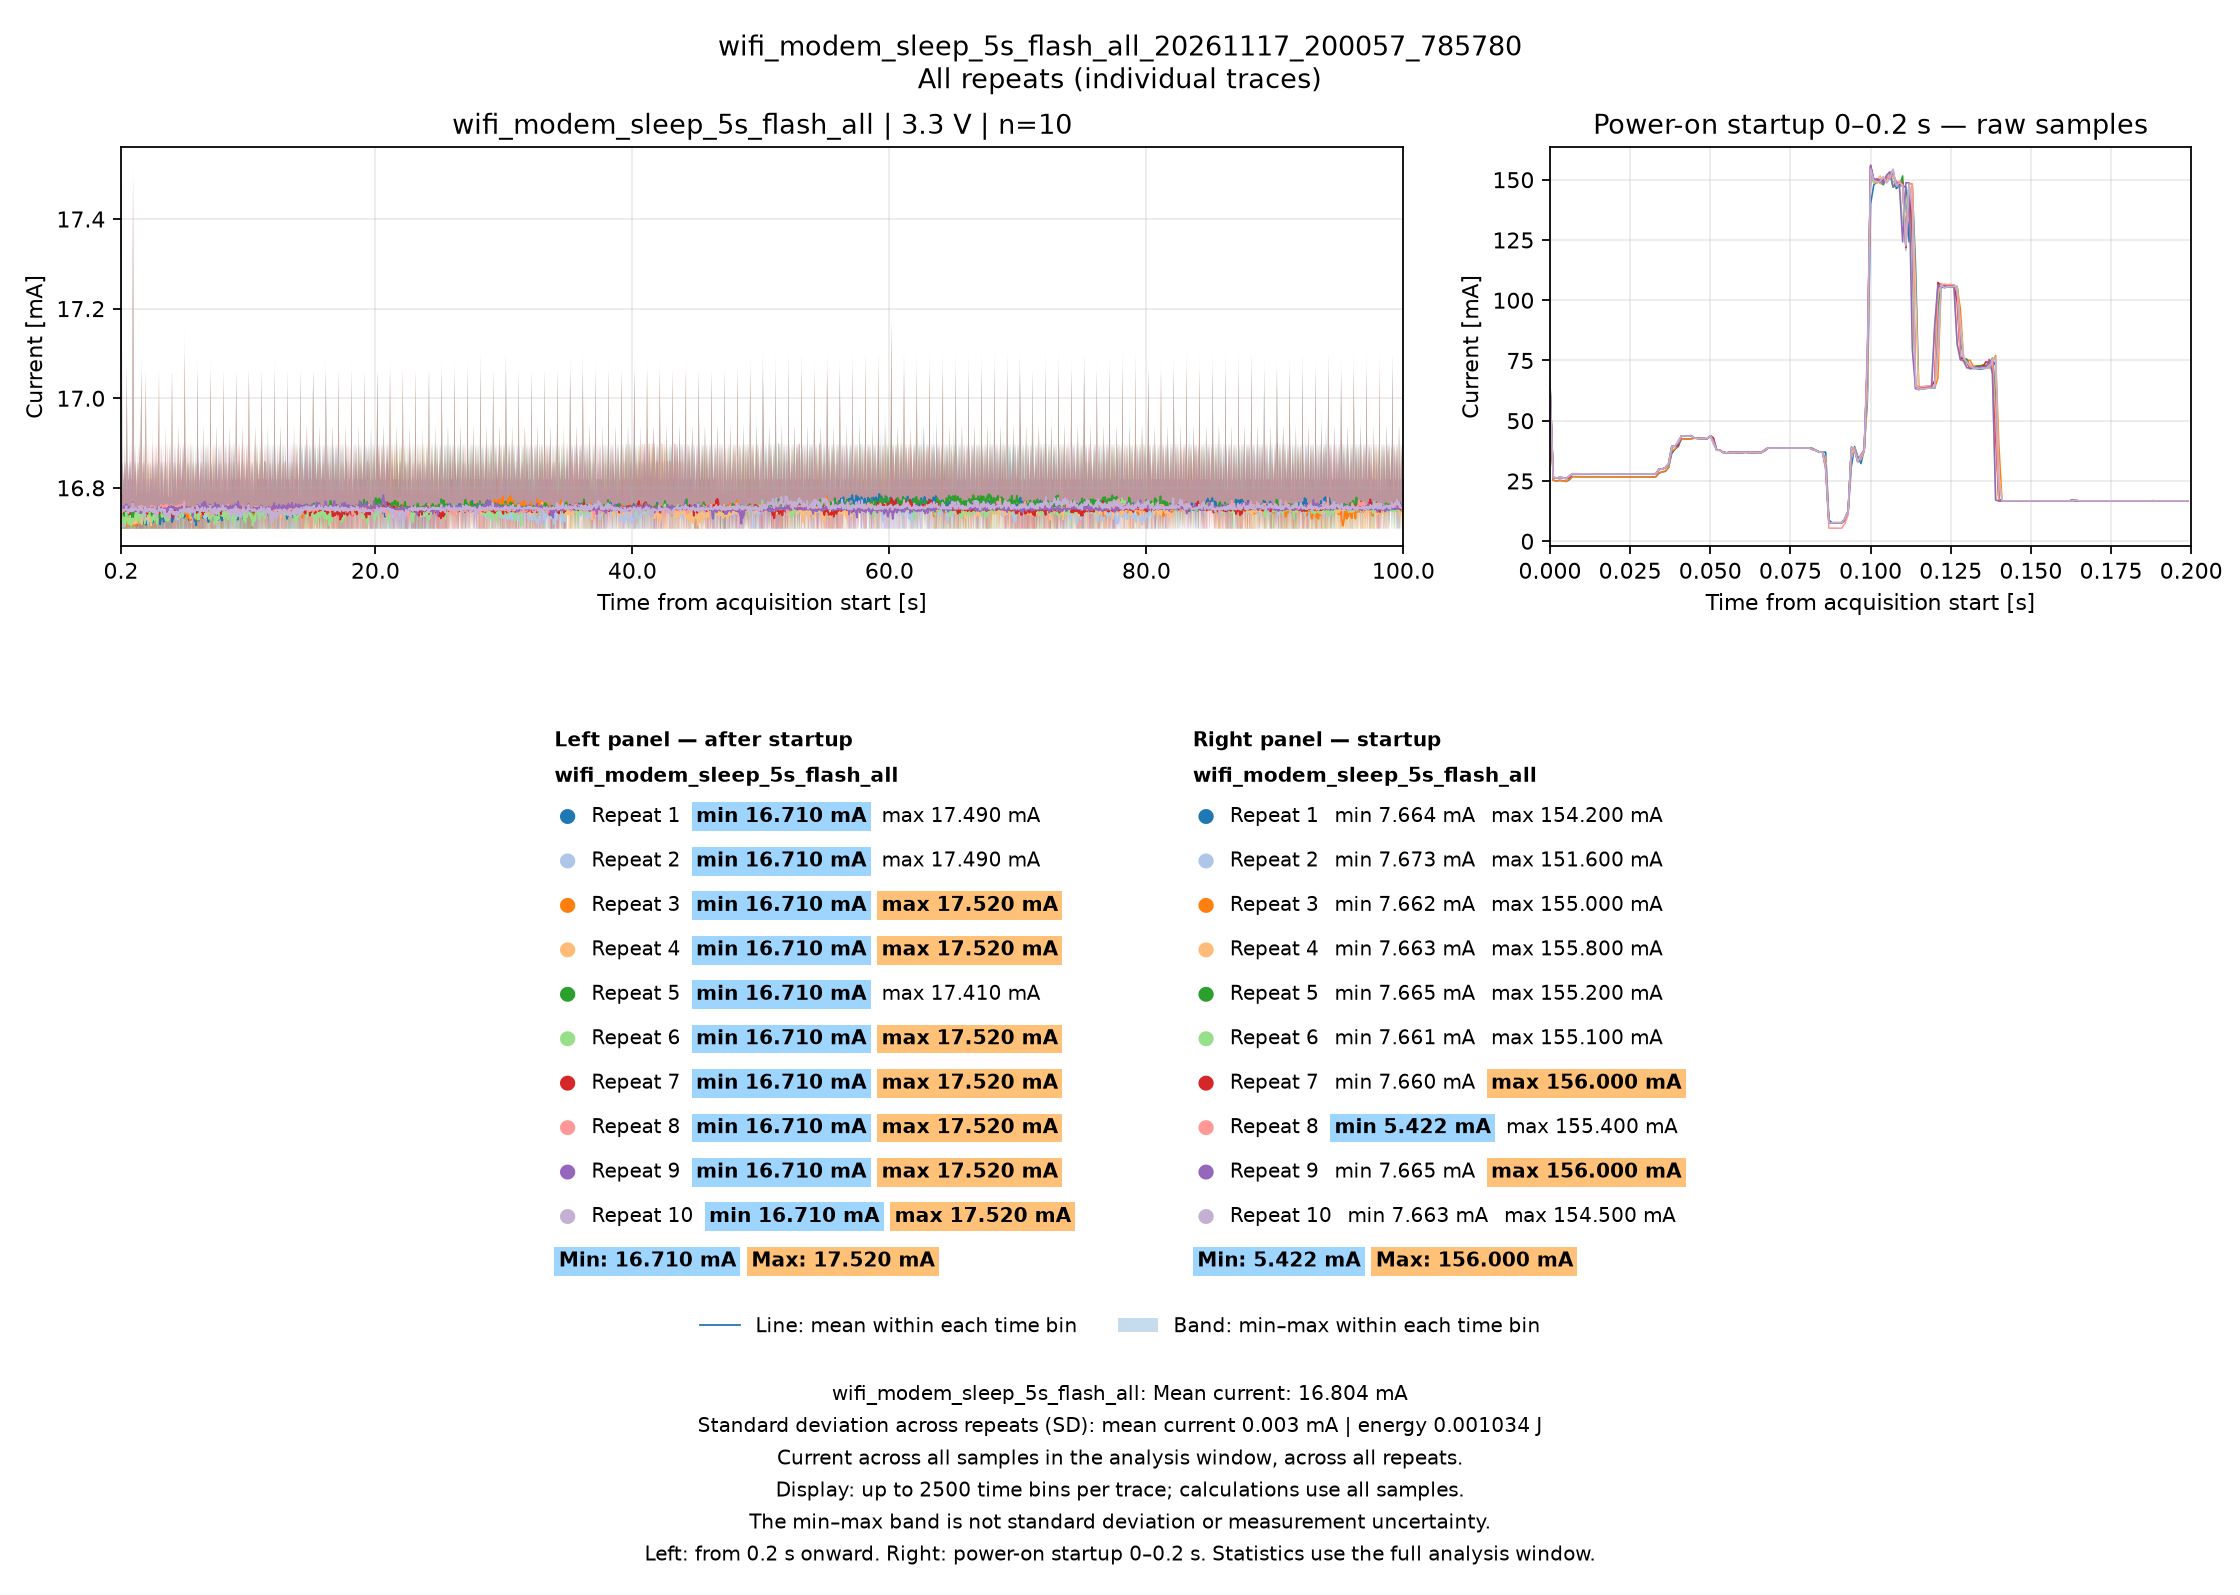 wifi_modem_sleep_5s_flash_all_20261117_200057_785780
All repeats (individual traces)
wifi_modem_sleep_5s_flash_all | 3.3 V | n=10
Current [mA]
17.4
17.2
17.0
16.8
0.2
20.0
40.0
60.0
80.0
100.0
Time from acquisition start [s]
Power-on startup 0–0.2 s — raw samples
Current [mA]
150
125
100
75
50
25
0
0.000
0.025
0.050
0.075
0.100
0.125
0.150
0.175
0.200
Time from acquisition start [s]
Left panel — after startup
wifi_modem_sleep_5s_flash_all
Repeat 1 min 16.710 mA max 17.490 mA
Repeat 2 min 16.710 mA max 17.490 mA
Repeat 3 min 16.710 mA max 17.520 mA
Repeat 4 min 16.710 mA max 17.520 mA
Repeat 5 min 16.710 mA max 17.410 mA
Repeat 6 min 16.710 mA max 17.520 mA
Repeat 7 min 16.710 mA max 17.520 mA
Repeat 8 min 16.710 mA max 17.520 mA
Repeat 9 min 16.710 mA max 17.520 mA
Repeat 10 min 16.710 mA max 17.520 mA
Min: 16.710 mA Max: 17.520 mA
Right panel — startup
wifi_modem_sleep_5s_flash_all
Repeat 1 min 7.664 mA max 154.200 mA
Repeat 2 min 7.673 mA max 151.600 mA
Repeat 3 min 7.662 mA max 155.000 mA
Repeat 4 min 7.663 mA max 155.800 mA
Repeat 5 min 7.665 mA max 155.200 mA
Repeat 6 min 7.661 mA max 155.100 mA
Repeat 7 min 7.660 mA max 156.000 mA
Repeat 8 min 5.422 mA max 155.400 mA
Repeat 9 min 7.665 mA max 156.000 mA
Repeat 10 min 7.663 mA max 154.500 mA
Min: 5.422 mA Max: 156.000 mA
Line: mean within each time bin
Band: min–max within each time bin
wifi_modem_sleep_5s_flash_all: Mean current: 16.804 mA
Standard deviation across repeats (SD): mean current 0.003 mA | energy 0.001034 J
Current across all samples in the analysis window, across all repeats.
Display: up to 2500 time bins per trace; calculations use all samples.
The min–max band is not standard deviation or measurement uncertainty.
Left: from 0.2 s onward. Right: power-on startup 0–0.2 s. Statistics use the full analysis window.